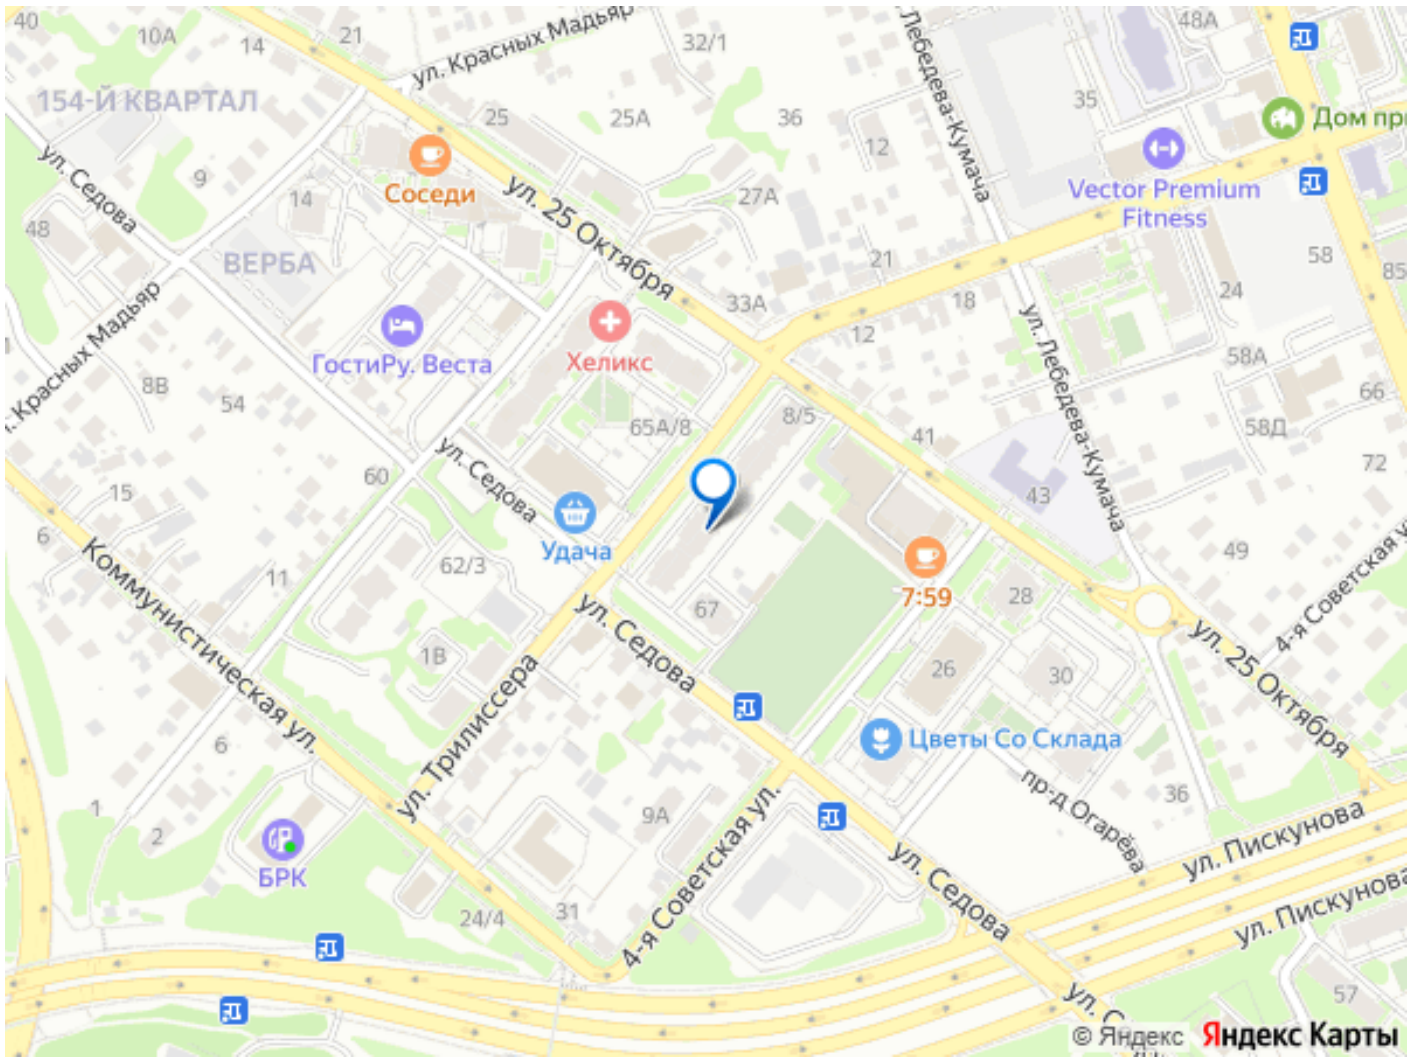 40
10А
14
21
ул. Красных Мадьяр
32/1
48А
Лебедева-Кумача
154-Й КВАРТАЛ
25
25А
36
35
Дом при
12
ул. Седова
9
Соседи
14
ул. 25 Октября
27А
Vector Premium
Fitness
48
ВЕРБА
21
58
85
ул. Красных Мадьяр
33А
18
24
Хеликс
12
ул. Лебедева-Кумача
ГостиРу. Веста
58А
8В
54
65А/8
8/5
66
41
58Д
ул. Седова
60
72
15
43
6
Удача
49
4-я Советская у
Коммунистическая ул.
11
62/3
7:59
28
67
ул. Седова
1В
26
30
ул. 25 Октября
ул. Трилиссера
6
Цветы Со Склада
пр-д Огарёва
36
1
2
9А
БРК
ул. Пискунова
24/4
31
4-я Советская ул.
ул. Седова
ул. Пискунова
57
ул. С
© Яндекс Яндекс Карты